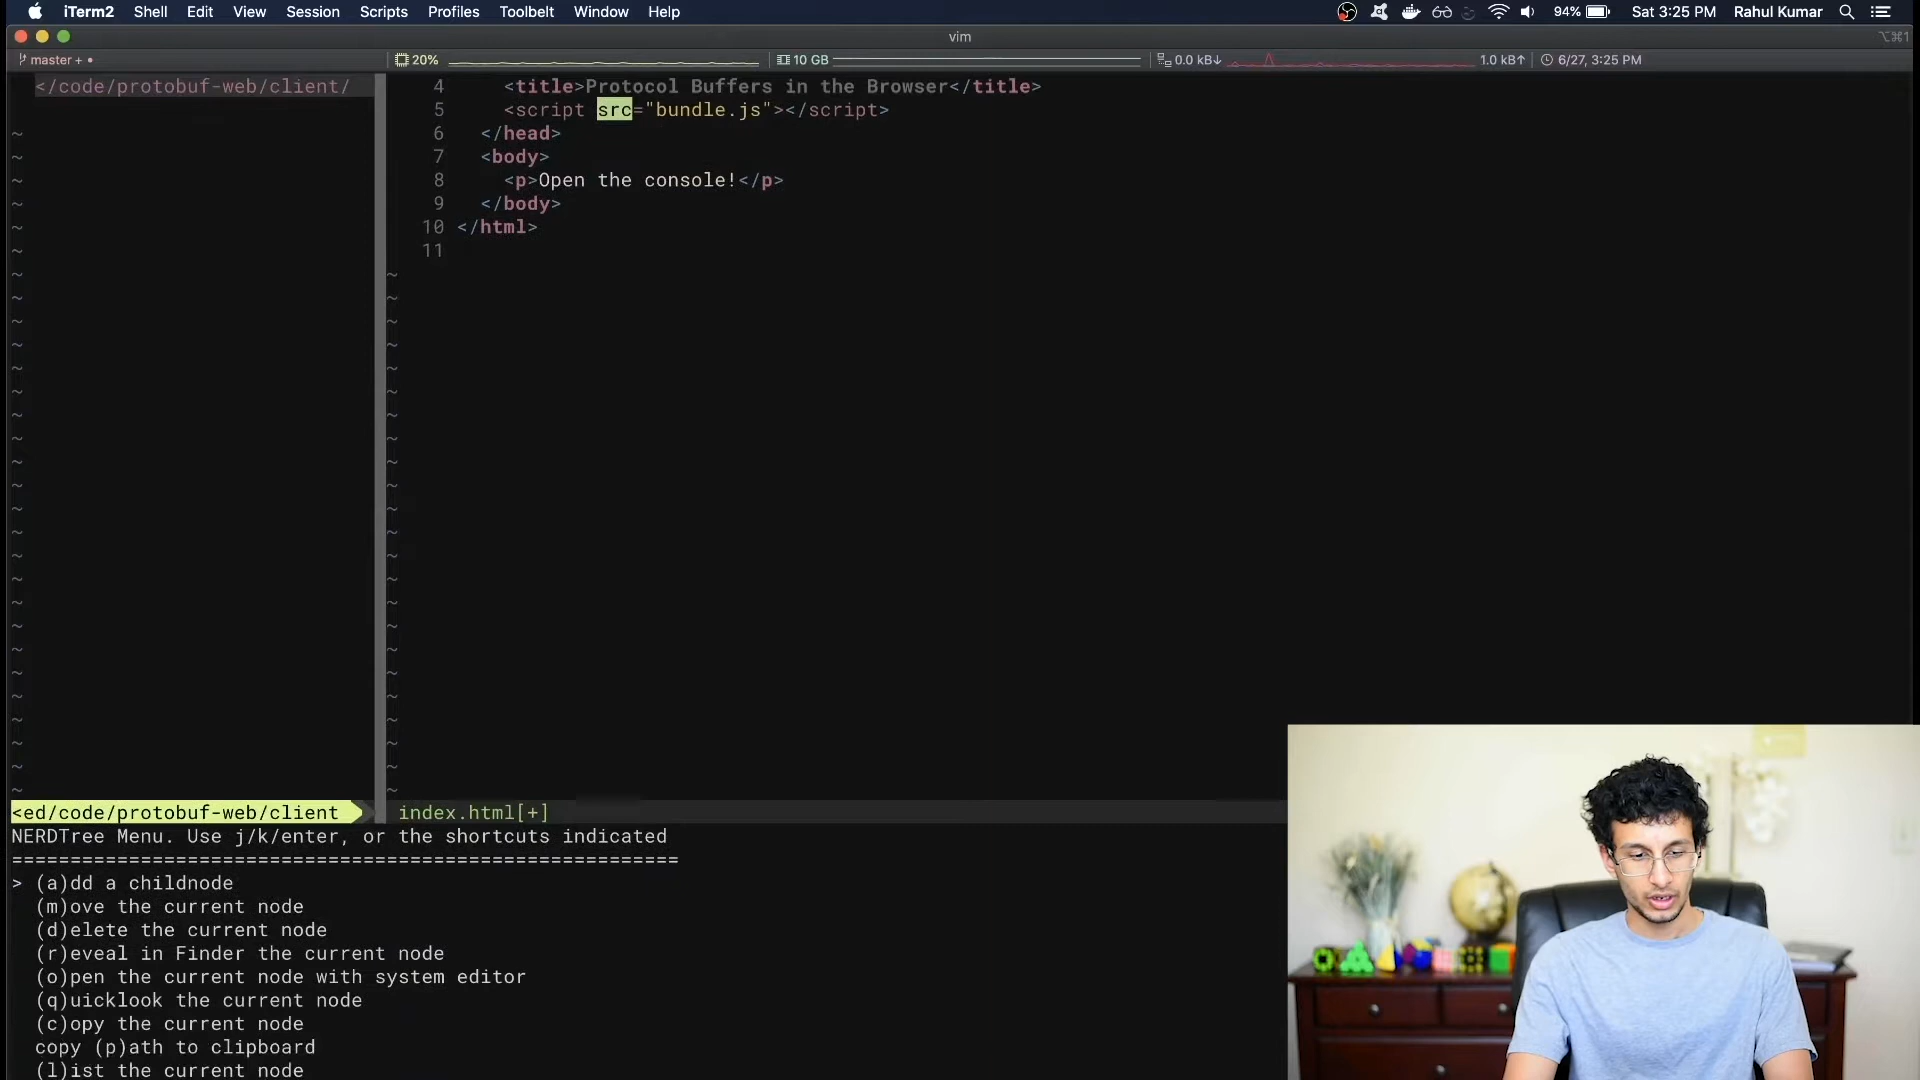 iTerm2 Shell Edit View Session Scripts Profiles Toolbelt Window Help 94% Sat 3:25 PM Rahul Kumar
vim
⌥⌘1
master + •
20%
10 GB
0.0 kB↓
1.0 kB↑
6/27, 3:25 PM
</code/protobuf-web/client/
4 <title>Protocol Buffers in the Browser</title>
5 <script src="bundle.js"></script>
6 </head>
7 <body>
8 <p>Open the console!</p>
9 </body>
10 </html>
11
<ed/code/protobuf-web/client
index.html[+]
NERDTree Menu. Use j/k/enter, or the shortcuts indicated
=========================================================
> (a)dd a childnode
(m)ove the current node
(d)elete the current node
(r)eveal in Finder the current node
(o)pen the current node with system editor
(q)uicklook the current node
(c)opy the current node
copy (p)ath to clipboard
(l)ist the current node